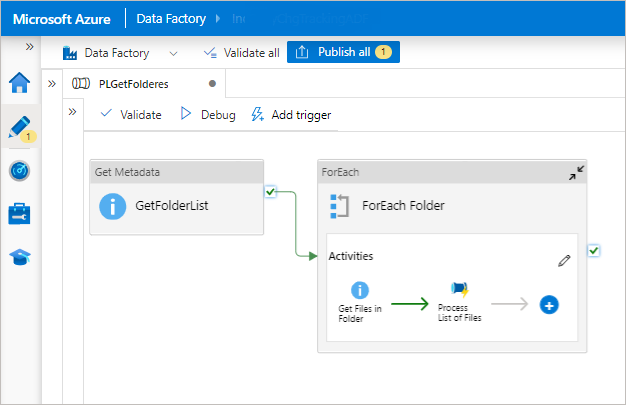 Microsoft Azure Data Factory
Data Factory Validate all Publish all 1
PLGetFolderes
1
Validate Debug Add trigger
Get Metadata
GetFolderList
ForEach
ForEach Folder
Activities
Get Files in
Folder
Process
List of Files